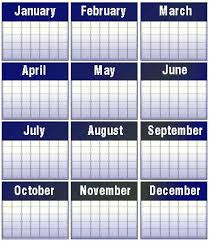 January February March
April May June
July August September
October November December